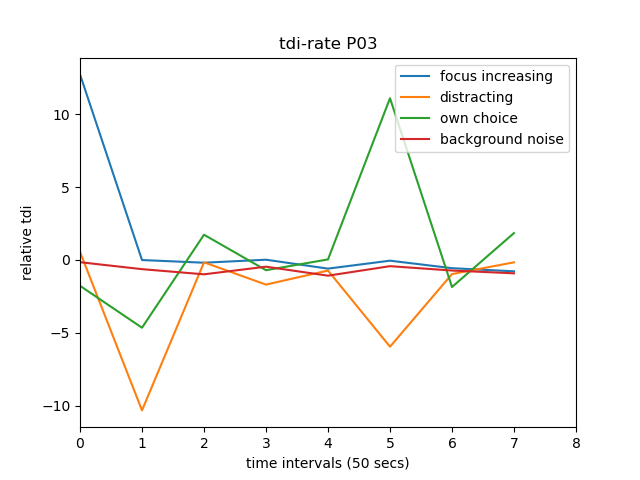 tdi-rate P03
focus increasing
distracting
own choice
background noise
relative tdi
10
5
0
−5
−10
0 1 2 3 4 5 6 7 8
time intervals (50 secs)